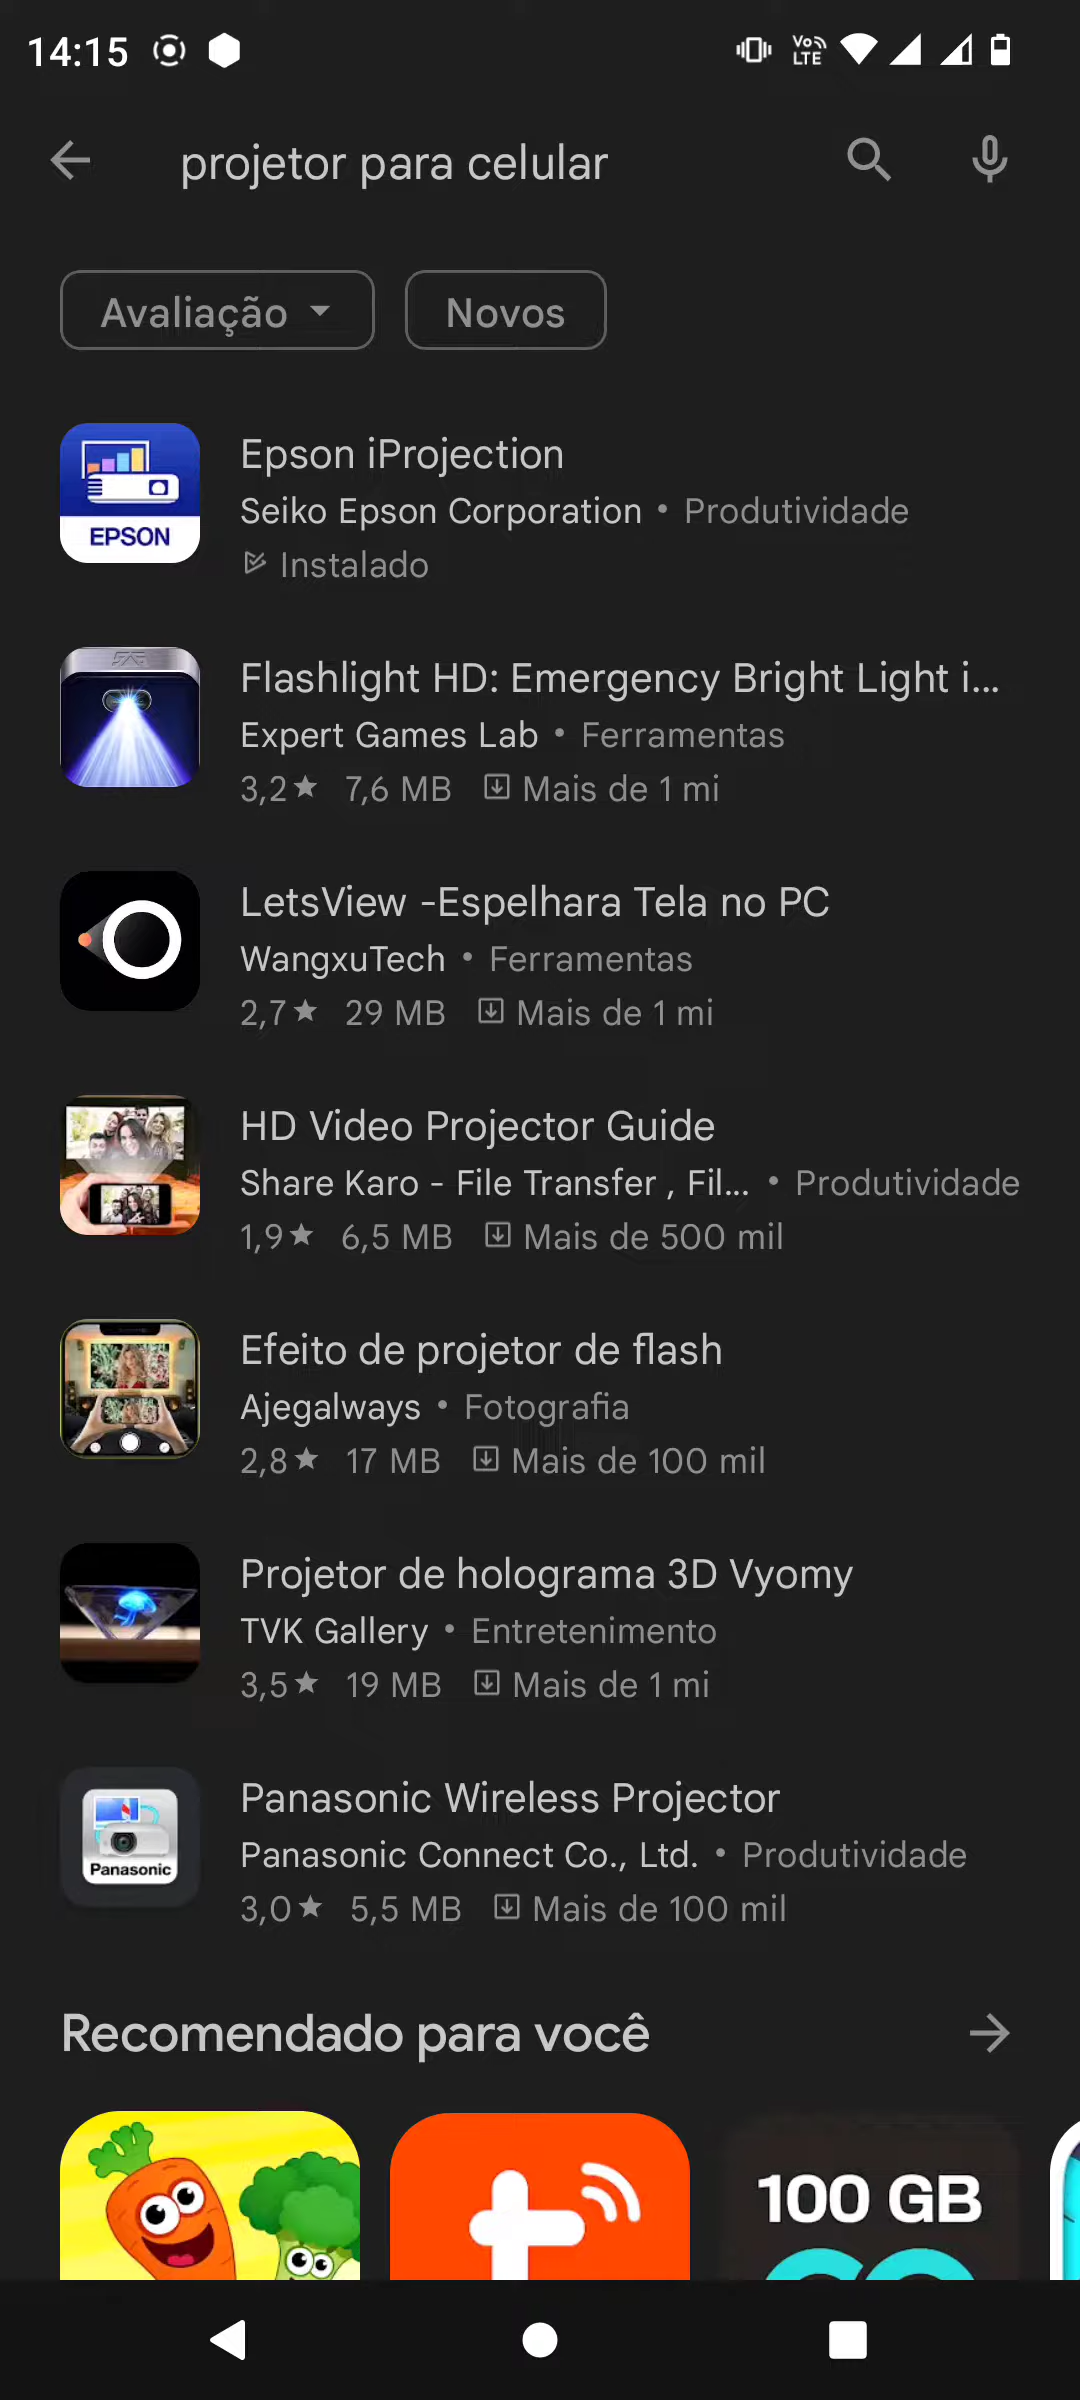 14:15
Vo
LTE
projetor para celular
Avaliação
Novos
EPSON
Epson iProjection
Seiko Epson Corporation • Produtividade
Instalado
Flashlight HD: Emergency Bright Light i...
Expert Games Lab • Ferramentas
3,2★ 7,6 MB Mais de 1 mi
LetsView -Espelhara Tela no PC
WangxuTech • Ferramentas
2,7★ 29 MB Mais de 1 mi
HD Video Projector Guide
Share Karo - File Transfer , Fil... • Produtividade
1,9★ 6,5 MB Mais de 500 mil
Efeito de projetor de flash
Ajegalways • Fotografia
2,8★ 17 MB Mais de 100 mil
Projetor de holograma 3D Vyomy
TVK Gallery • Entretenimento
3,5★ 19 MB Mais de 1 mi
Panasonic
Panasonic Wireless Projector
Panasonic Connect Co., Ltd. • Produtividade
3,0★ 5,5 MB Mais de 100 mil
Recomendado para você
100 GB